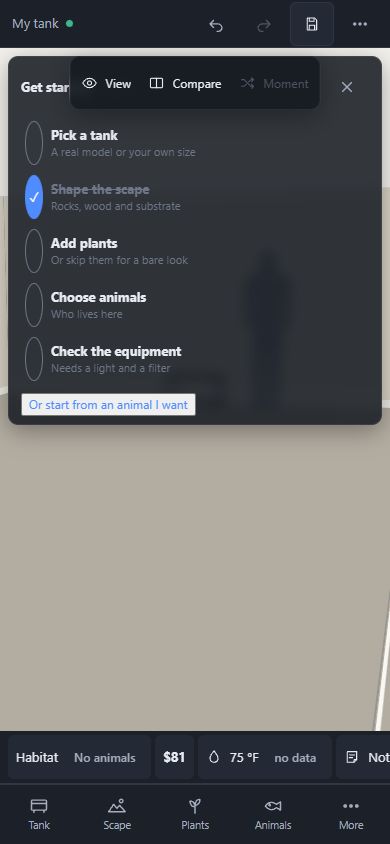 My tank
Get star
View
Compare
Moment
Pick a tank
A real model or your own size
Shape the scape
Rocks, wood and substrate
Add plants
Or skip them for a bare look
Choose animals
Who lives here
Check the equipment
Needs a light and a filter
Or start from an animal I want
Habitat No animals $81 75 °F no data Not
Tank Scape Plants Animals More